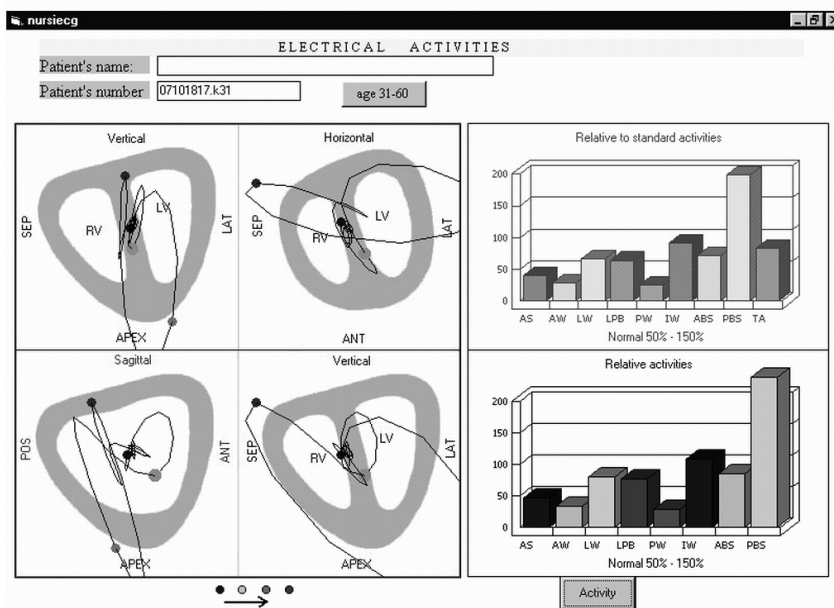 nursiecg
ELECTRICAL ACTIVITIES
Patient's name:
Patient's number 07101817.k31 age 31-60
Vertical
SEP
RV
LV
LAT
APEX
Horizontal
SEP
RV
LV
LAT
ANT
Relative to standard activities
200
150
100
50
0
AS AW LW LPB PW IW ABS PBS TA
Normal 50% - 150%
Sagittal
POS
ANT
APEX
Vertical
SEP
RV
LV
LAT
APEX
Relative activities
200
150
100
50
0
AS AW LW LPB PW IW ABS PBS
Normal 50% - 150%
Activity